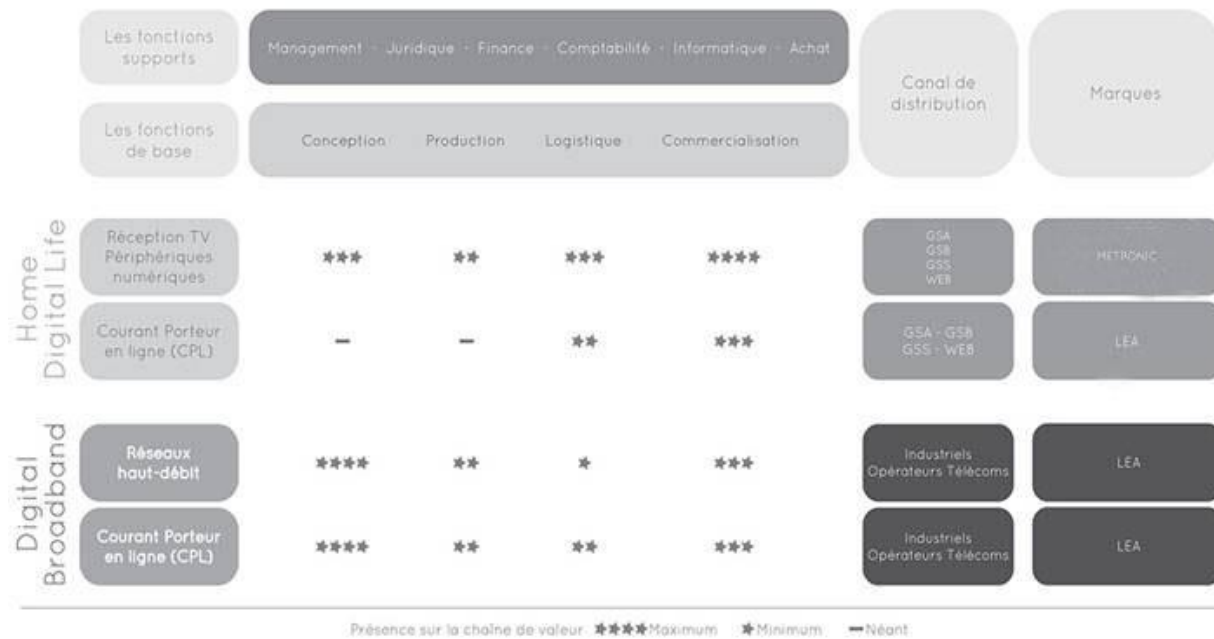 Les fonctions
supports
Management - Juridique - Finance - Comptabilité - Informatique - Achat
Canal de
distribution
Marques
Les fonctions
de base
Conception Production Logistique Commercialisation
Home
Digital Life
Réception TV
Périphériques
numériques
*** ** *** ****
GSA
GSB
GSS
WEB
METRONIC
Courant Porteur
en ligne (CPL)
– – ** ***
GSA - GSB
GSS - WEB
LEA
Digital
Broadband
Réseaux
haut-débit
**** ** * ***
Industriels
Opérateurs Télécoms
LEA
Courant Porteur
en ligne (CPL)
**** ** ** ***
Industriels
Opérateurs Télécoms
LEA
Présence sur la chaîne de valeur ****Maximum *Minimum –Néant